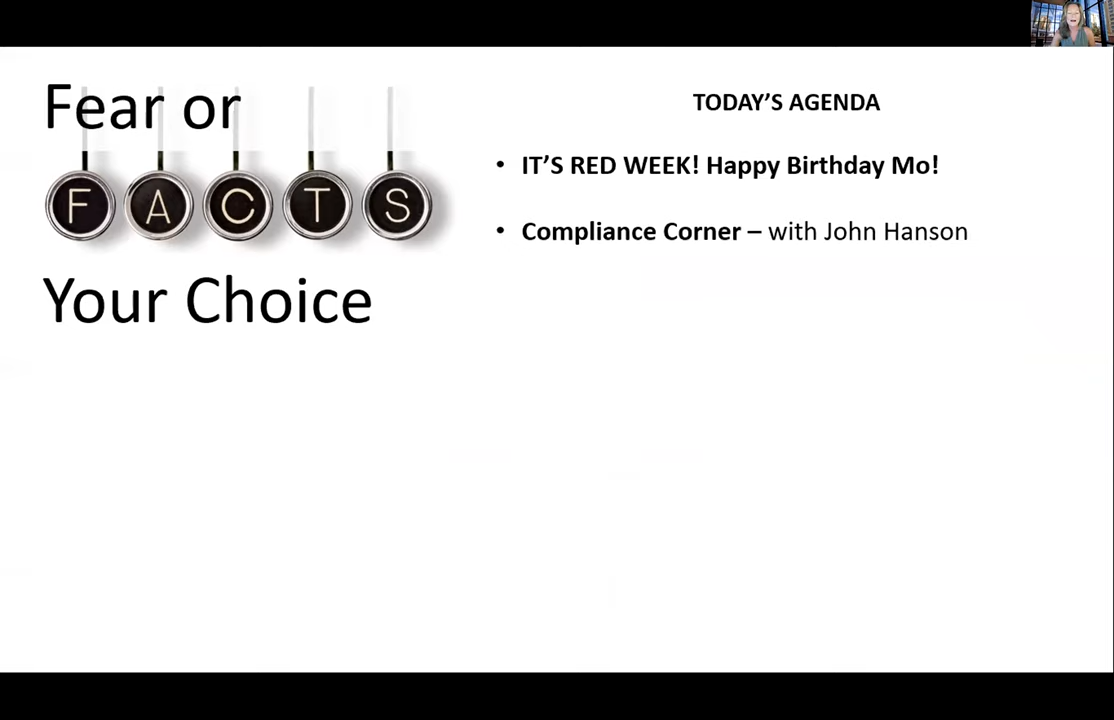 Fear or
FACTS
Your Choice
TODAY’S AGENDA
• IT’S RED WEEK! Happy Birthday Mo!
• Compliance Corner – with John Hanson